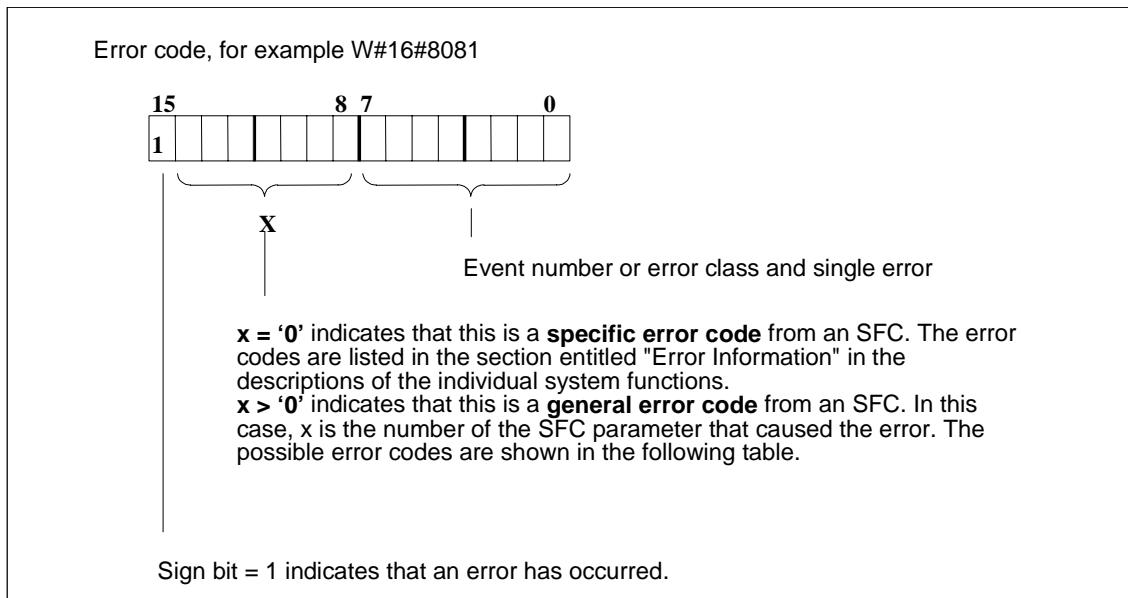 Error code, for example W#16#8081
15 8 7 0
1
X
Event number or error class and single error
x = ‘0’ indicates that this is a specific error code from an SFC. The error
codes are listed in the section entitled "Error Information" in the
descriptions of the individual system functions.
x > ‘0’ indicates that this is a general error code from an SFC. In this
case, x is the number of the SFC parameter that caused the error. The
possible error codes are shown in the following table.
Sign bit = 1 indicates that an error has occurred.